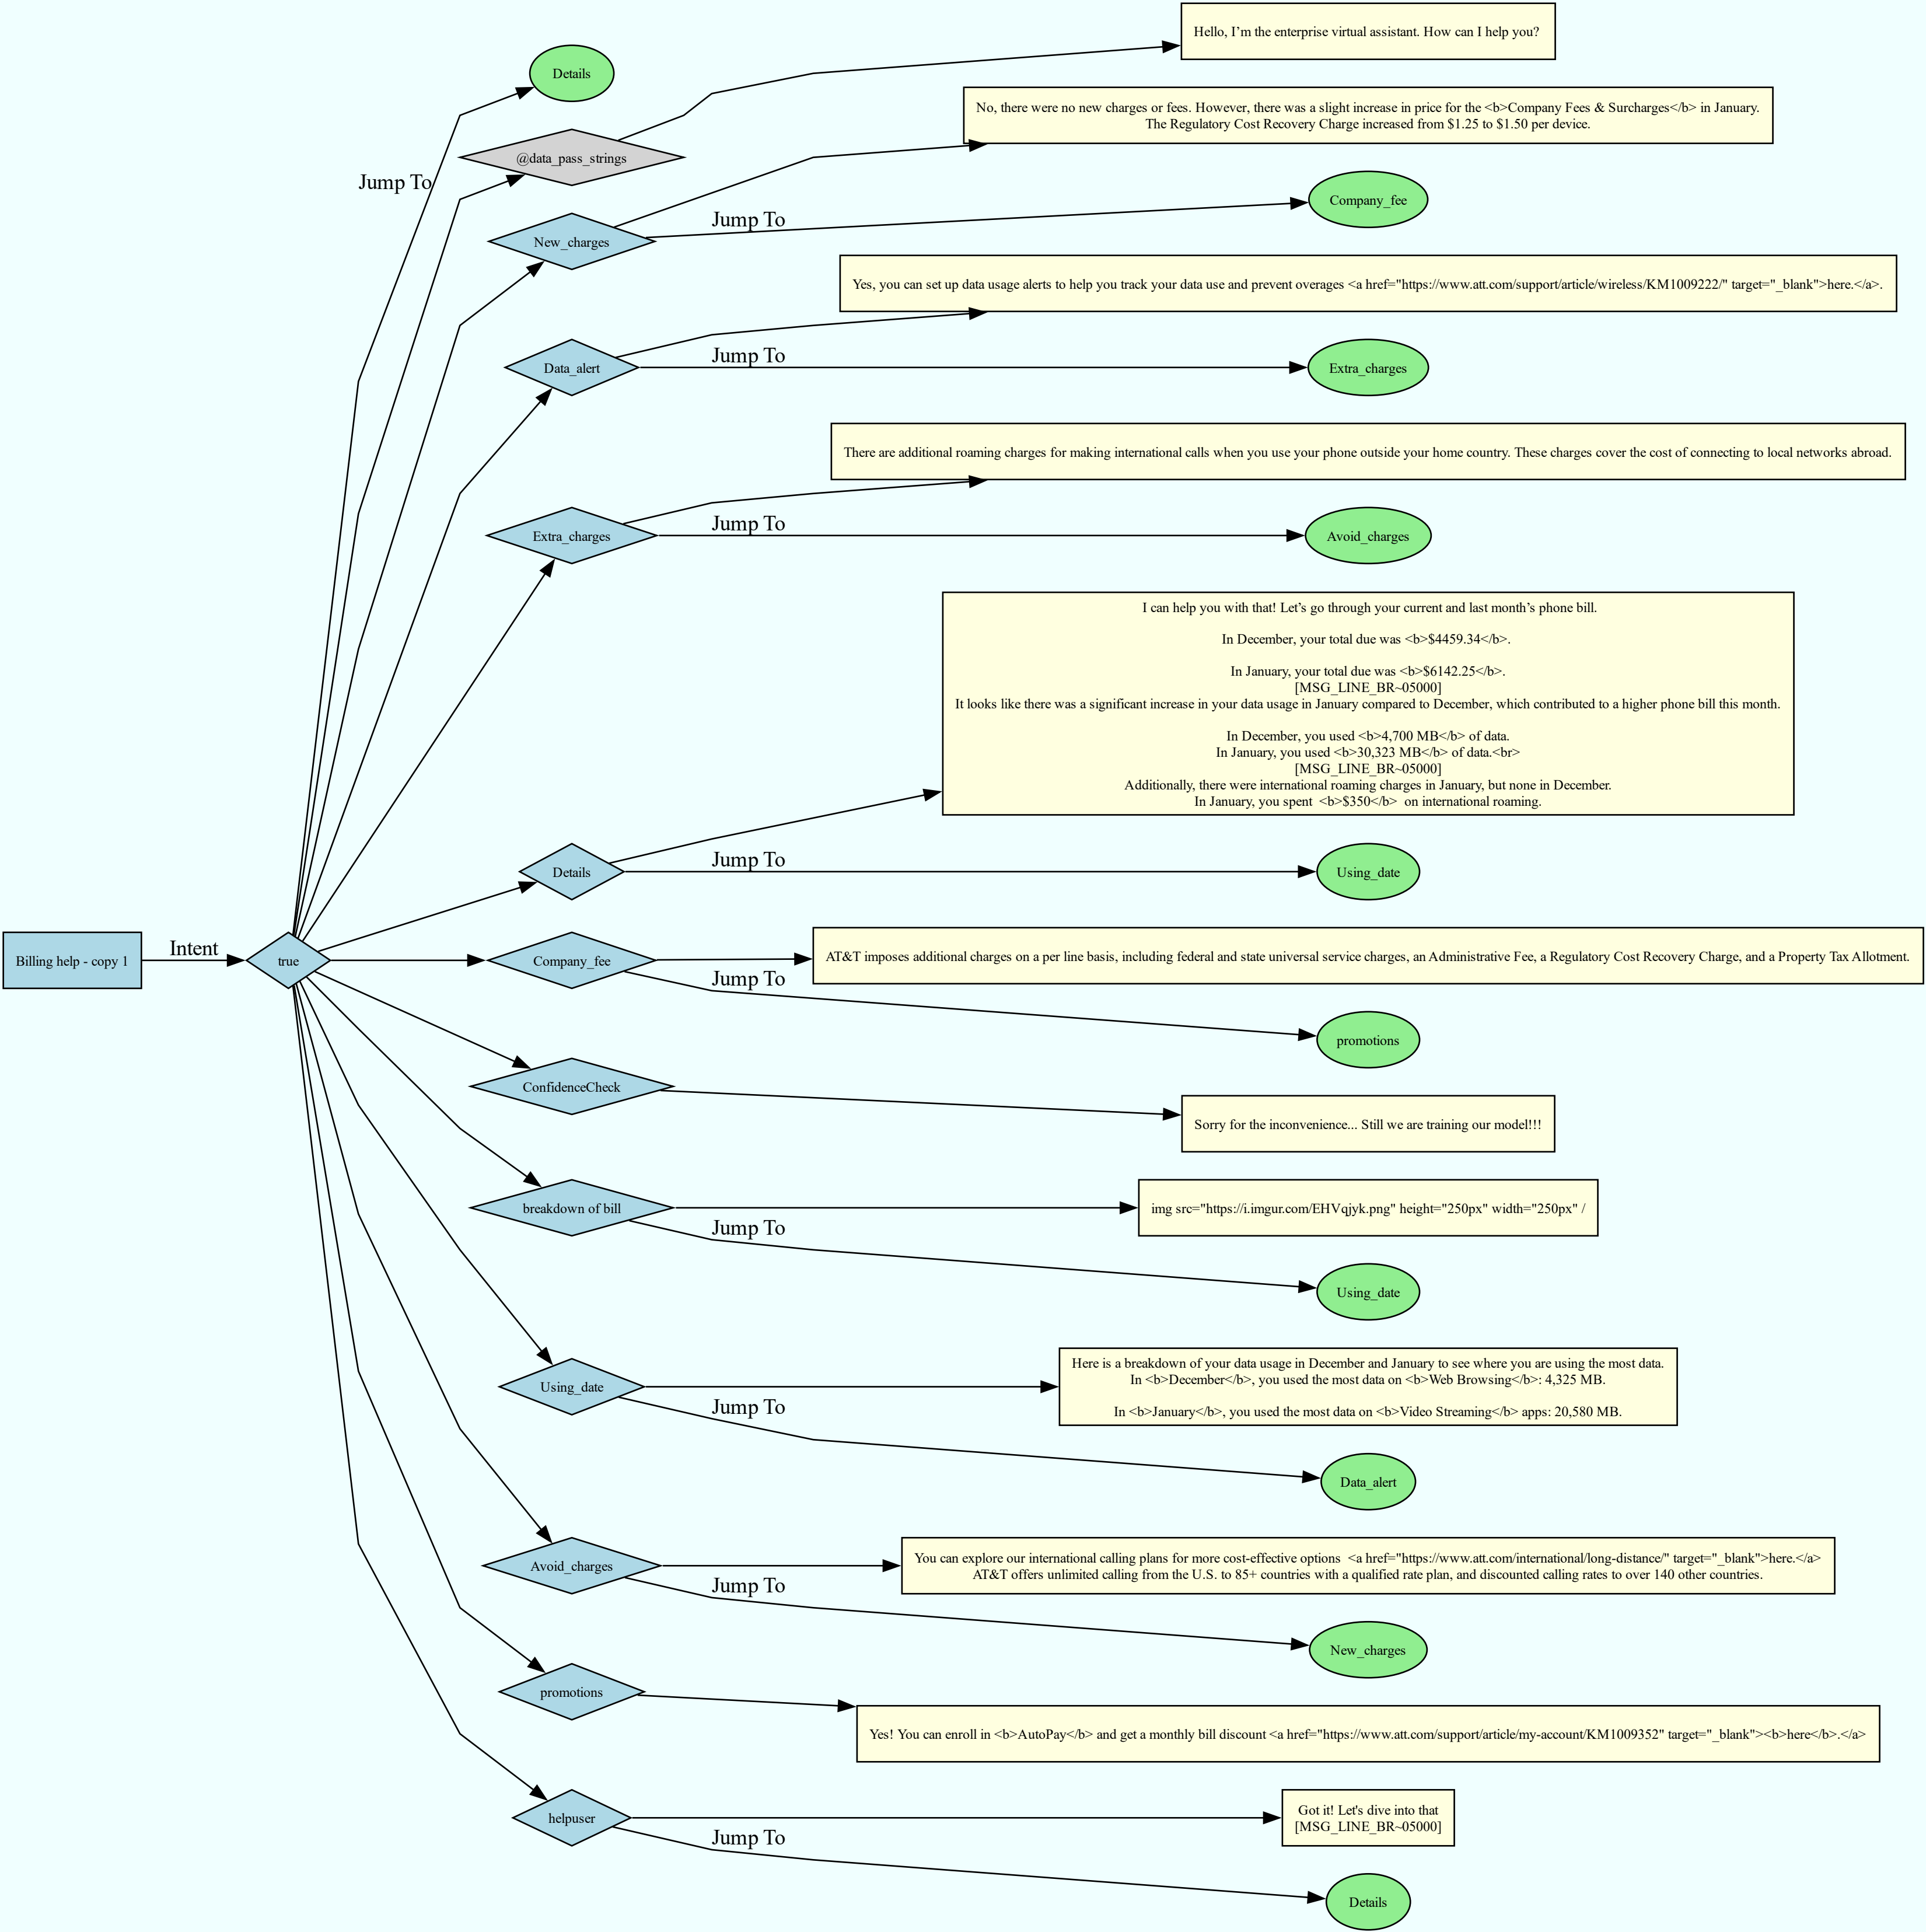 Hello, I’m the enterprise virtual assistant. How can I help you?
Details
Jump To
@data_pass_strings
No, there were no new charges or fees. However, there was a slight increase in price for the <b>Company Fees & Surcharges</b> in January.
The Regulatory Cost Recovery Charge increased from $1.25 to $1.50 per device.
New_charges
Jump To
Company_fee
Yes, you can set up data usage alerts to help you track your data use and prevent overages <a href="https://www.att.com/support/article/wireless/KM1009222/" target="_blank">here.</a>.
Data_alert
Jump To
Extra_charges
There are additional roaming charges for making international calls when you use your phone outside your home country. These charges cover the cost of connecting to local networks abroad.
Extra_charges
Jump To
Avoid_charges
I can help you with that! Let’s go through your current and last month’s phone bill.
In December, your total due was <b>$4459.34</b>.
In January, your total due was <b>$6142.25</b>.
[MSG_LINE_BR~05000]
It looks like there was a significant increase in your data usage in January compared to December, which contributed to a higher phone bill this month.
In December, you used <b>4,700 MB</b> of data.
In January, you used <b>30,323 MB</b> of data.<br>
[MSG_LINE_BR~05000]
Additionally, there were international roaming charges in January, but none in December.
In January, you spent  <b>$350</b>  on international roaming.
Details
Jump To
Using_date
Billing help - copy 1
Intent
true
Company_fee
AT&T imposes additional charges on a per line basis, including federal and state universal service charges, an Administrative Fee, a Regulatory Cost Recovery Charge, and a Property Tax Allotment.
Jump To
promotions
ConfidenceCheck
Sorry for the inconvenience... Still we are training our model!!!
breakdown of bill
img src="https://i.imgur.com/EHVqjyk.png" height="250px" width="250px" /
Jump To
Using_date
Using_date
Here is a breakdown of your data usage in December and January to see where you are using the most data.
In <b>December</b>, you used the most data on <b>Web Browsing</b>: 4,325 MB.
In <b>January</b>, you used the most data on <b>Video Streaming</b> apps: 20,580 MB.
Jump To
Data_alert
Avoid_charges
You can explore our international calling plans for more cost-effective options  <a href="https://www.att.com/international/long-distance/" target="_blank">here.</a>
AT&T offers unlimited calling from the U.S. to 85+ countries with a qualified rate plan, and discounted calling rates to over 140 other countries.
Jump To
New_charges
promotions
Yes! You can enroll in <b>AutoPay</b> and get a monthly bill discount <a href="https://www.att.com/support/article/my-account/KM1009352" target="_blank"><b>here</b>.</a>
helpuser
Got it! Let's dive into that
[MSG_LINE_BR~05000]
Jump To
Details